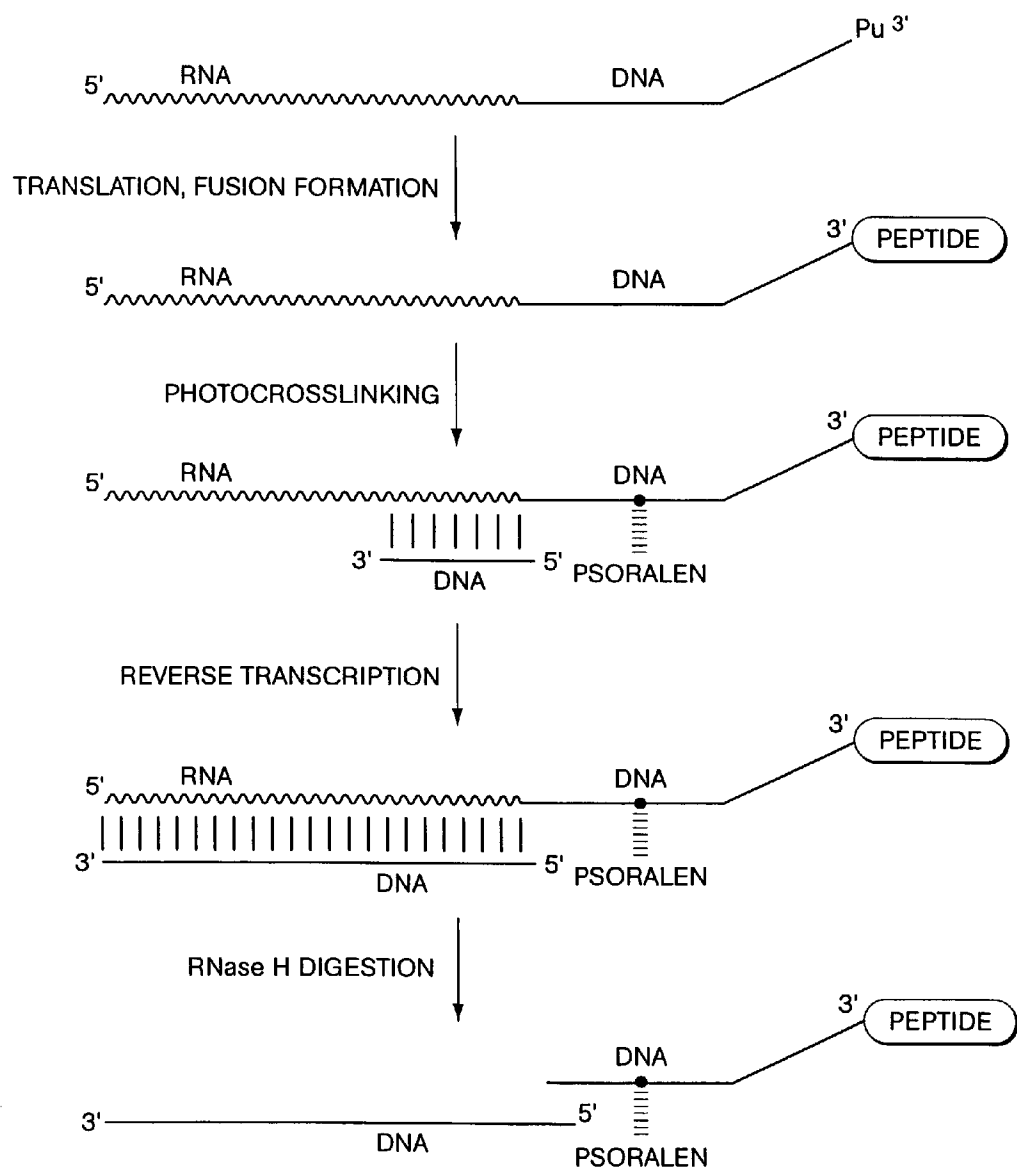 Pu 3'
5' RNA DNA
TRANSLATION, FUSION FORMATION
3' PEPTIDE
5' RNA DNA
PHOTOCROSSLINKING
3' PEPTIDE
5' RNA DNA
3' DNA 5' PSORALEN
REVERSE TRANSCRIPTION
3' PEPTIDE
5' RNA DNA
3' DNA 5' PSORALEN
RNase H DIGESTION
3' PEPTIDE
DNA
3' DNA 5'
PSORALEN